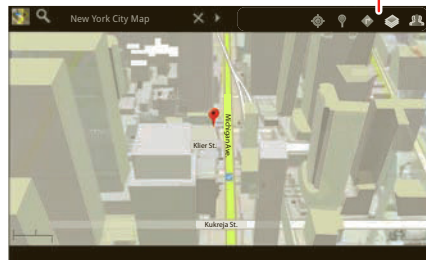 New York City Map
Michigan Ave.
Klier St.
Kukreja St.